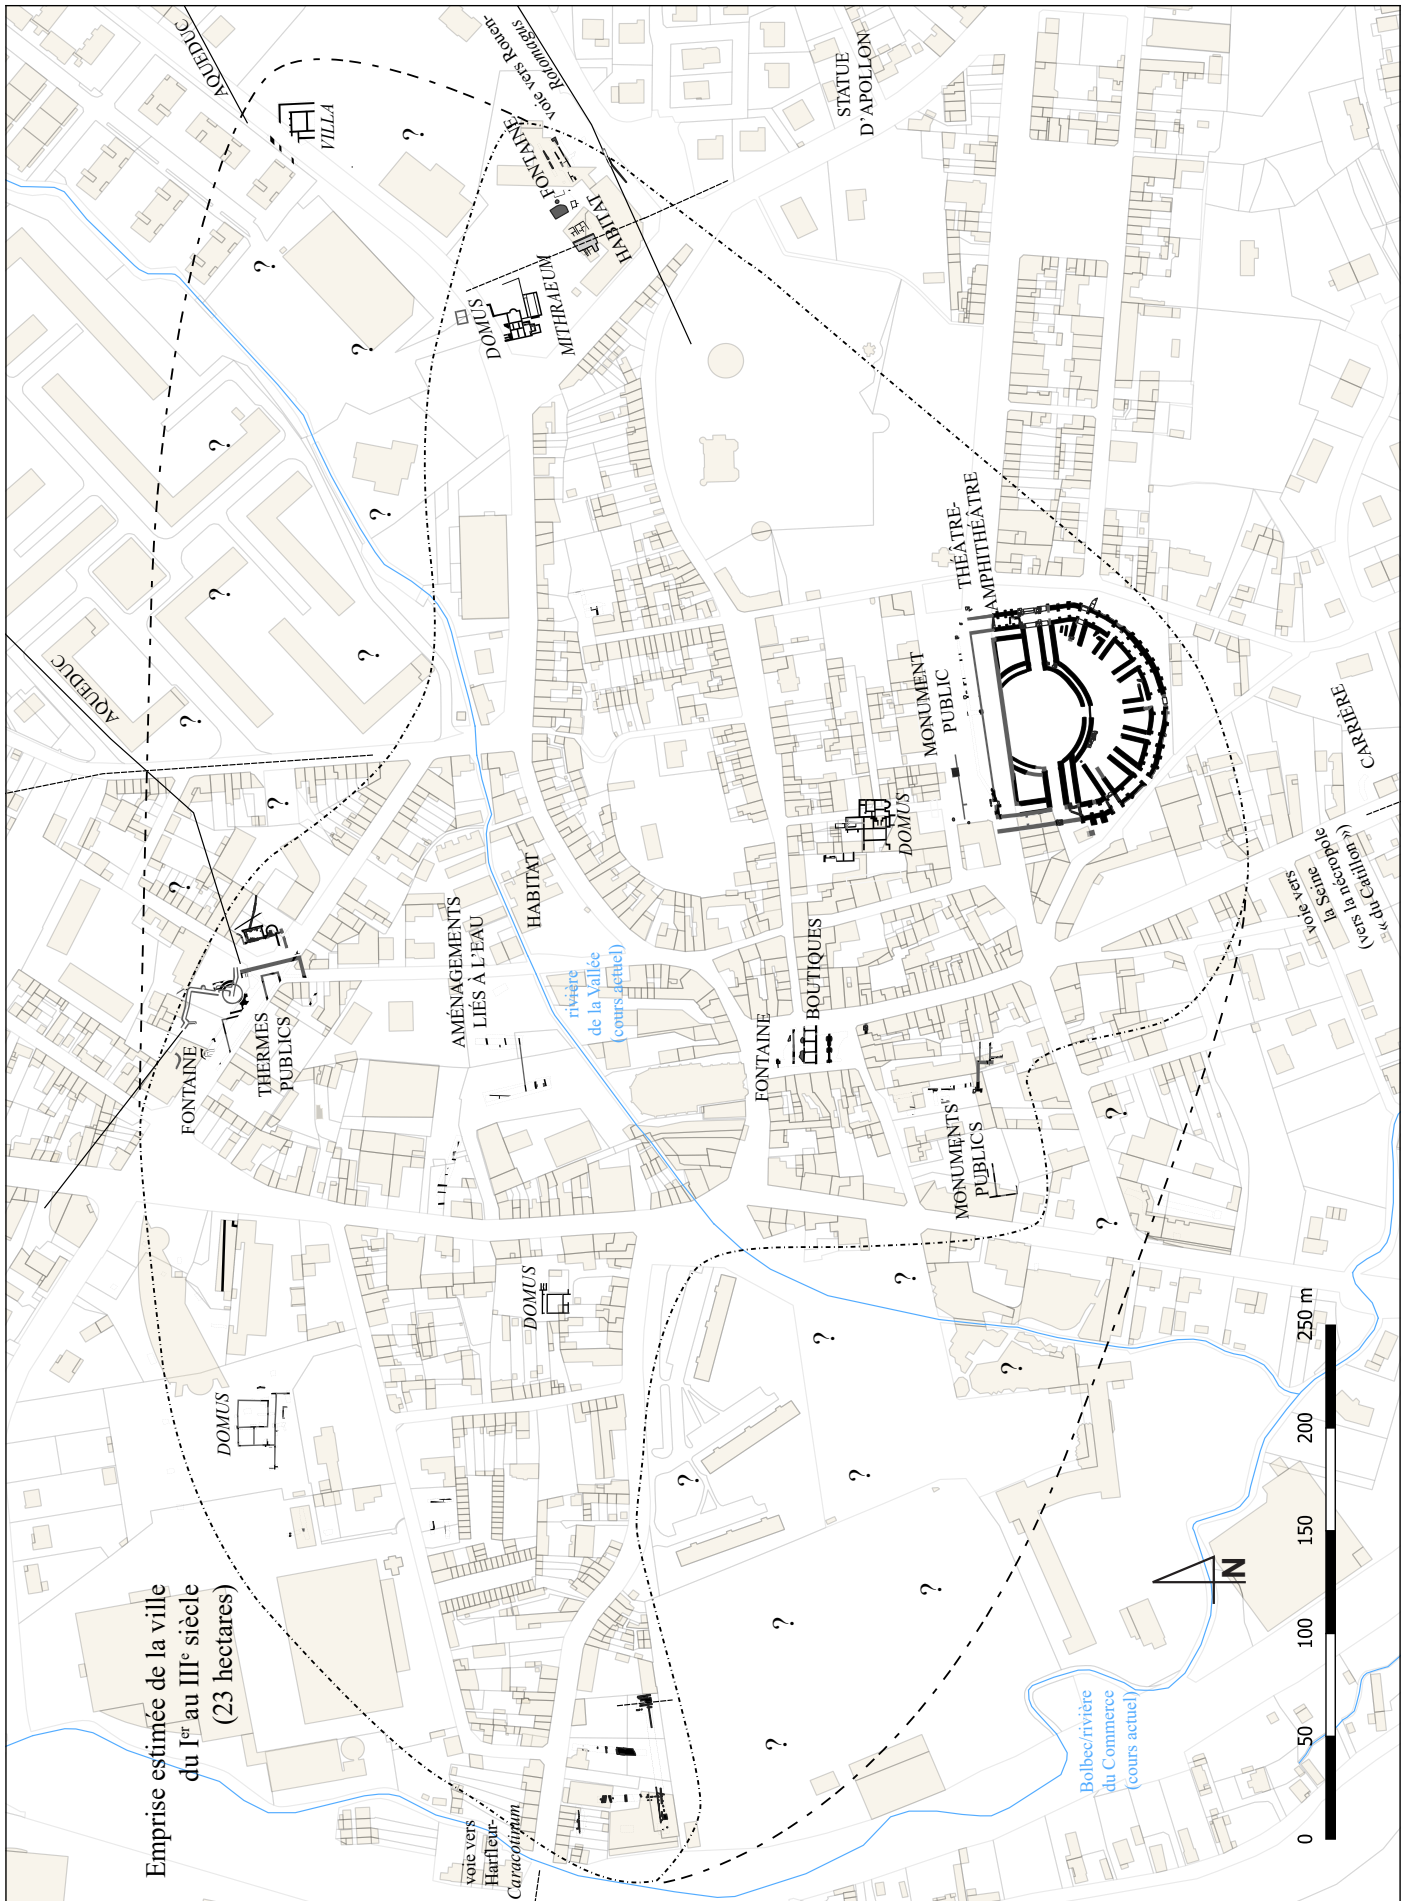 Emprise estimée de la ville
du Ier au IIIe siècle
(23 hectares)
AQUEDUC
VILLA
?
?
?
?
?
?
?
?
?
?
?
AQUEDUC
voie vers Rouen-
Rotomagus
FONTAINE
HABITAT
DOMUS
MITHRAEUM
STATUE
D'APOLLON
FONTAINE
THERMES
PUBLICS
AMÉNAGEMENTS
LIÉS À L'EAU
HABITAT
rivière
de la Vallée
(cours actuel)
THÉÂTRE-
AMPHITHÉÂTRE
MONUMENT
PUBLIC
DOMUS
BOUTIQUES
FONTAINE
MONUMENTS
PUBLICS
CARRIÈRE
voie vers
la Seine
(vers la nécropole
« du Catillon »)
DOMUS
DOMUS
?
?
?
?
?
?
?
?
?
?
voie vers
Harfleur-
Caracotinum
Bolbec/rivière
du Commerce
(cours actuel)
N
0
50
100
150
200
250 m